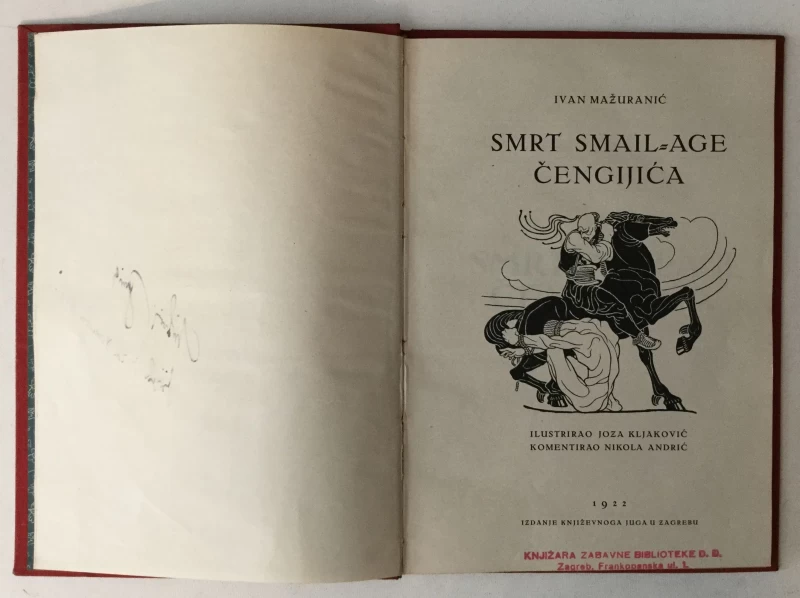 IVAN MAŽURANIĆ
SMRT SMAIL-AGE
ČENGIJIĆA
ILUSTRIRAO JOZA KLJAKOVIČ
KOMENTIRAO NIKOLA ANDRIĆ
1922
IZDANJE KNJIŽEVNOGA JUGA U ZAGREBU
KNJIŽARA ZABAVNE BIBLIOTEKE D. D.
Zagreb, Frankopanska ul. 1.